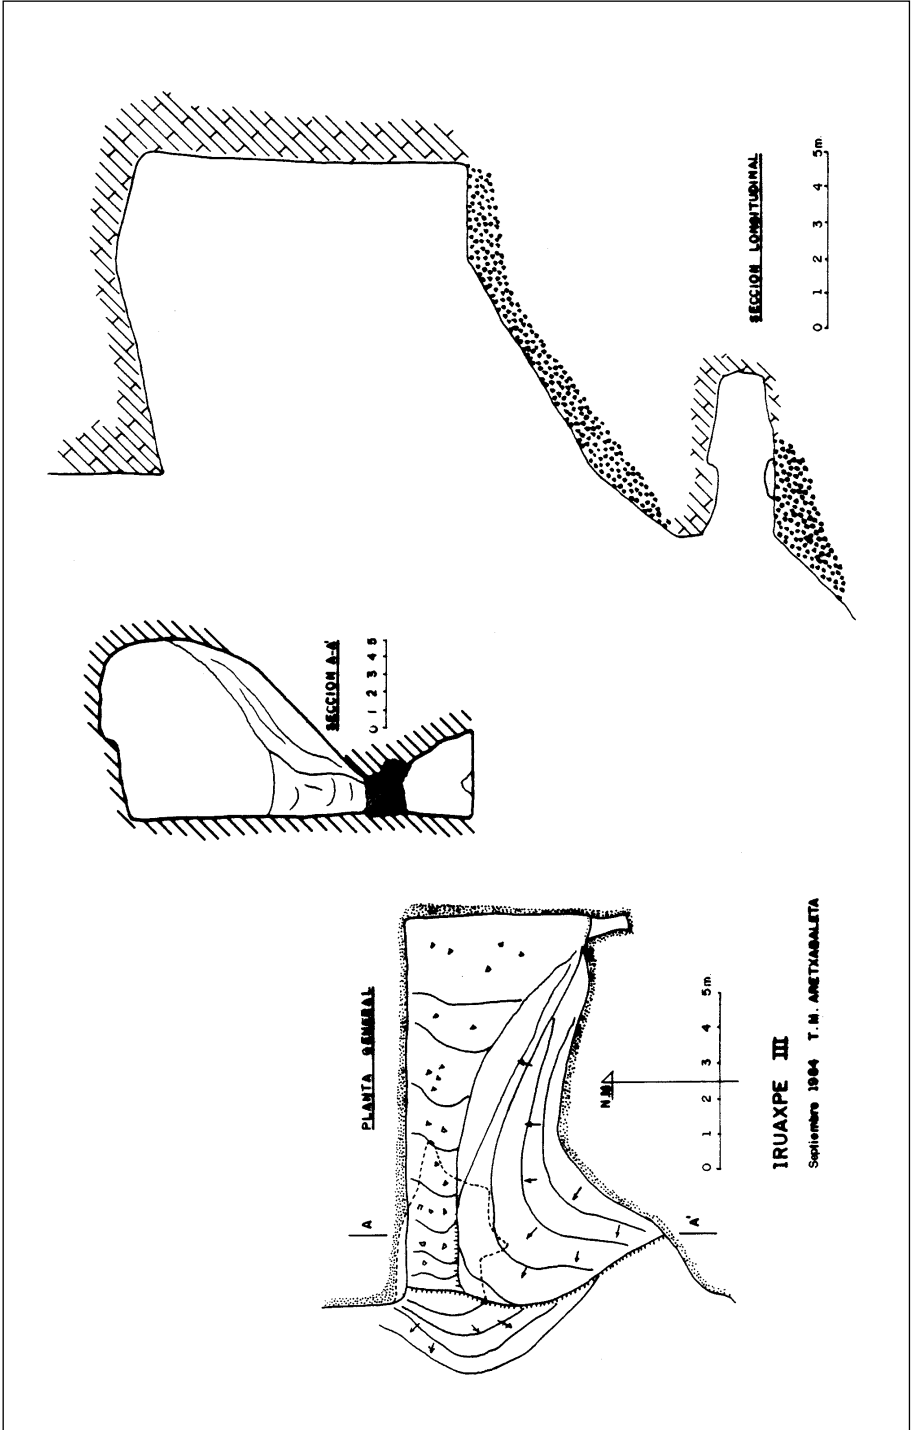 SECCION LONGITUDINAL
0 1 2 3 4 5m
SECCION A-A'
0 1 2 3 4 5
PLANTA GENERAL
A
A'
N.M
0 1 2 3 4 5m
IRUAXPE III
Septiembre 1984 T.M. ARETXABALETA